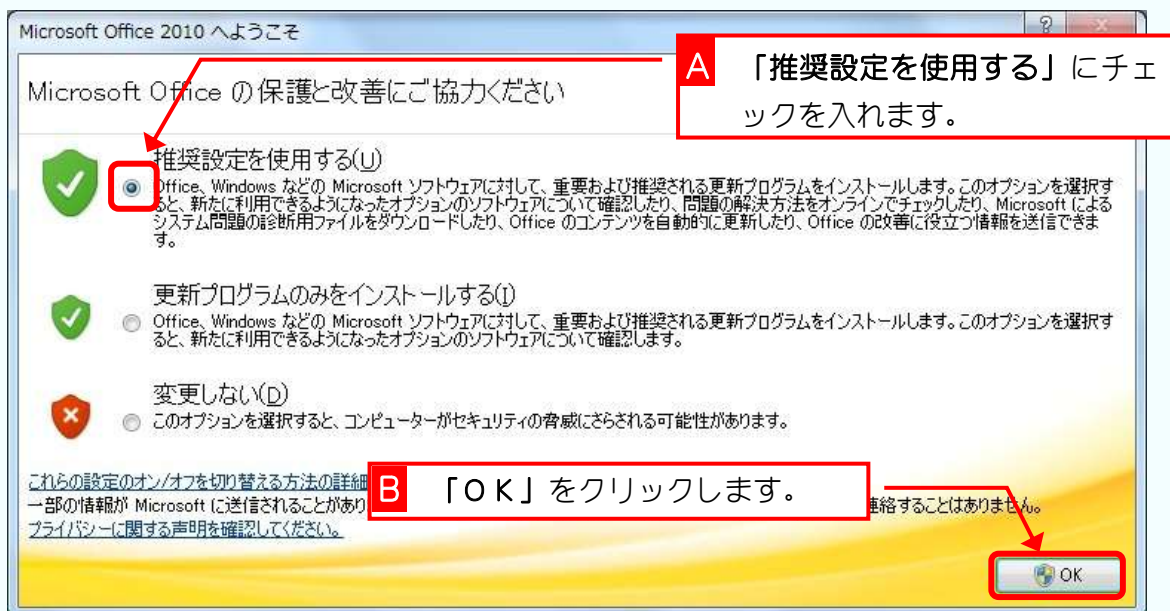 Microsoft Office 2010 へようこそ
Microsoft Office の保護と改善にご協力ください
A 「推奨設定を使用する」にチェ
ックを入れます。
推奨設定を使用する(U)
Office、Windows などの Microsoft ソフトウェアに対して、重要および推奨される更新プログラムをインストールします。このオプションを選択す
ると、新たに利用できるようになったオプションのソフトウェアについて確認したり、問題の解決方法をオンラインでチェックしたり、Microsoft による
システム問題の診断用ファイルをダウンロードしたり、Office のコンテンツを自動的に更新したり、Office の改善に役立つ情報を送信できま
す。
更新プログラムのみをインストールする(I)
Office、Windows などの Microsoft ソフトウェアに対して、重要および推奨される更新プログラムをインストールします。このオプションを選択す
ると、新たに利用できるようになったオプションのソフトウェアについて確認します。
変更しない(D)
このオプションを選択すると、コンピューターがセキュリティの脅威にさらされる可能性があります。
これらの設定のオン/オフを切り替える方法の詳細
B 「ＯＫ」をクリックします。
一部の情報が Microsoft に送信されることがあり 連絡することはありません。
プライバシーに関する声明を確認してください。
OK